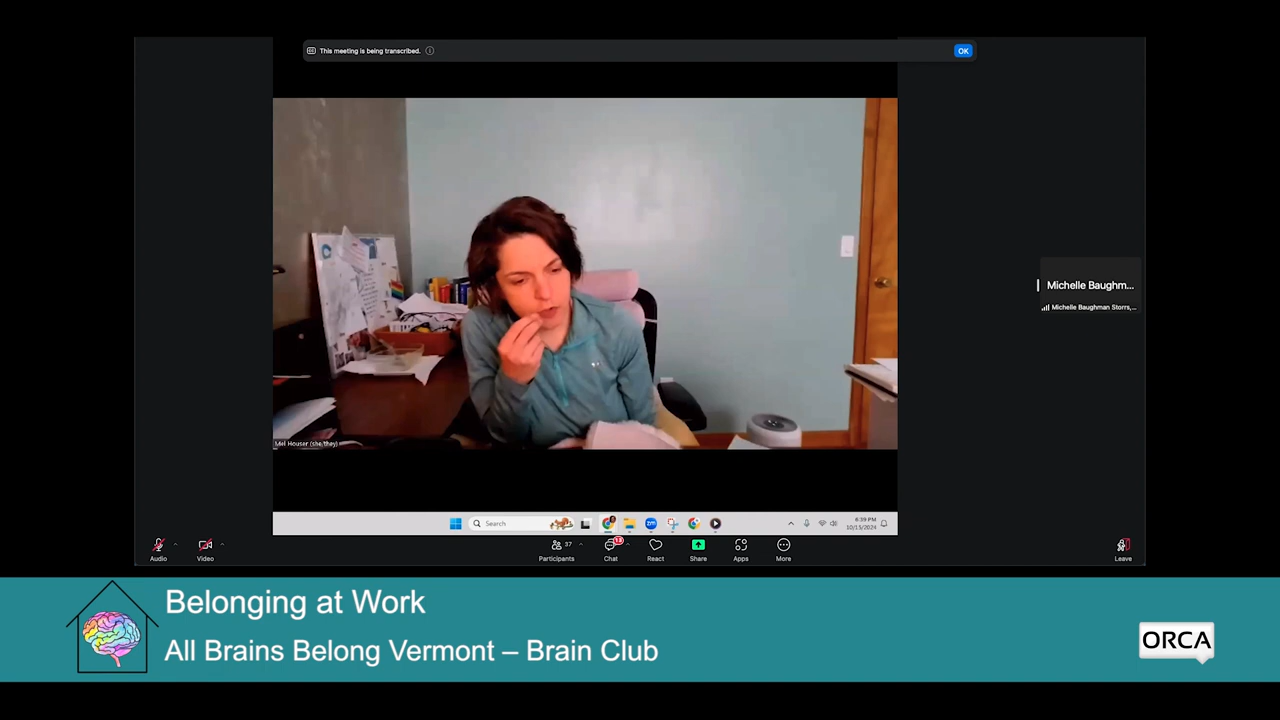 This meeting is being transcribed.
OK
Michelle Baughm...
Michelle Baughman Storrs,...
Mel Houser (she/they)
Search
zm
6:39 PM
10/15/2024
Audio
Video
Participants
37
Chat
13
React
Share
Apps
More
Leave
Belonging at Work
All Brains Belong Vermont – Brain Club
ORCA